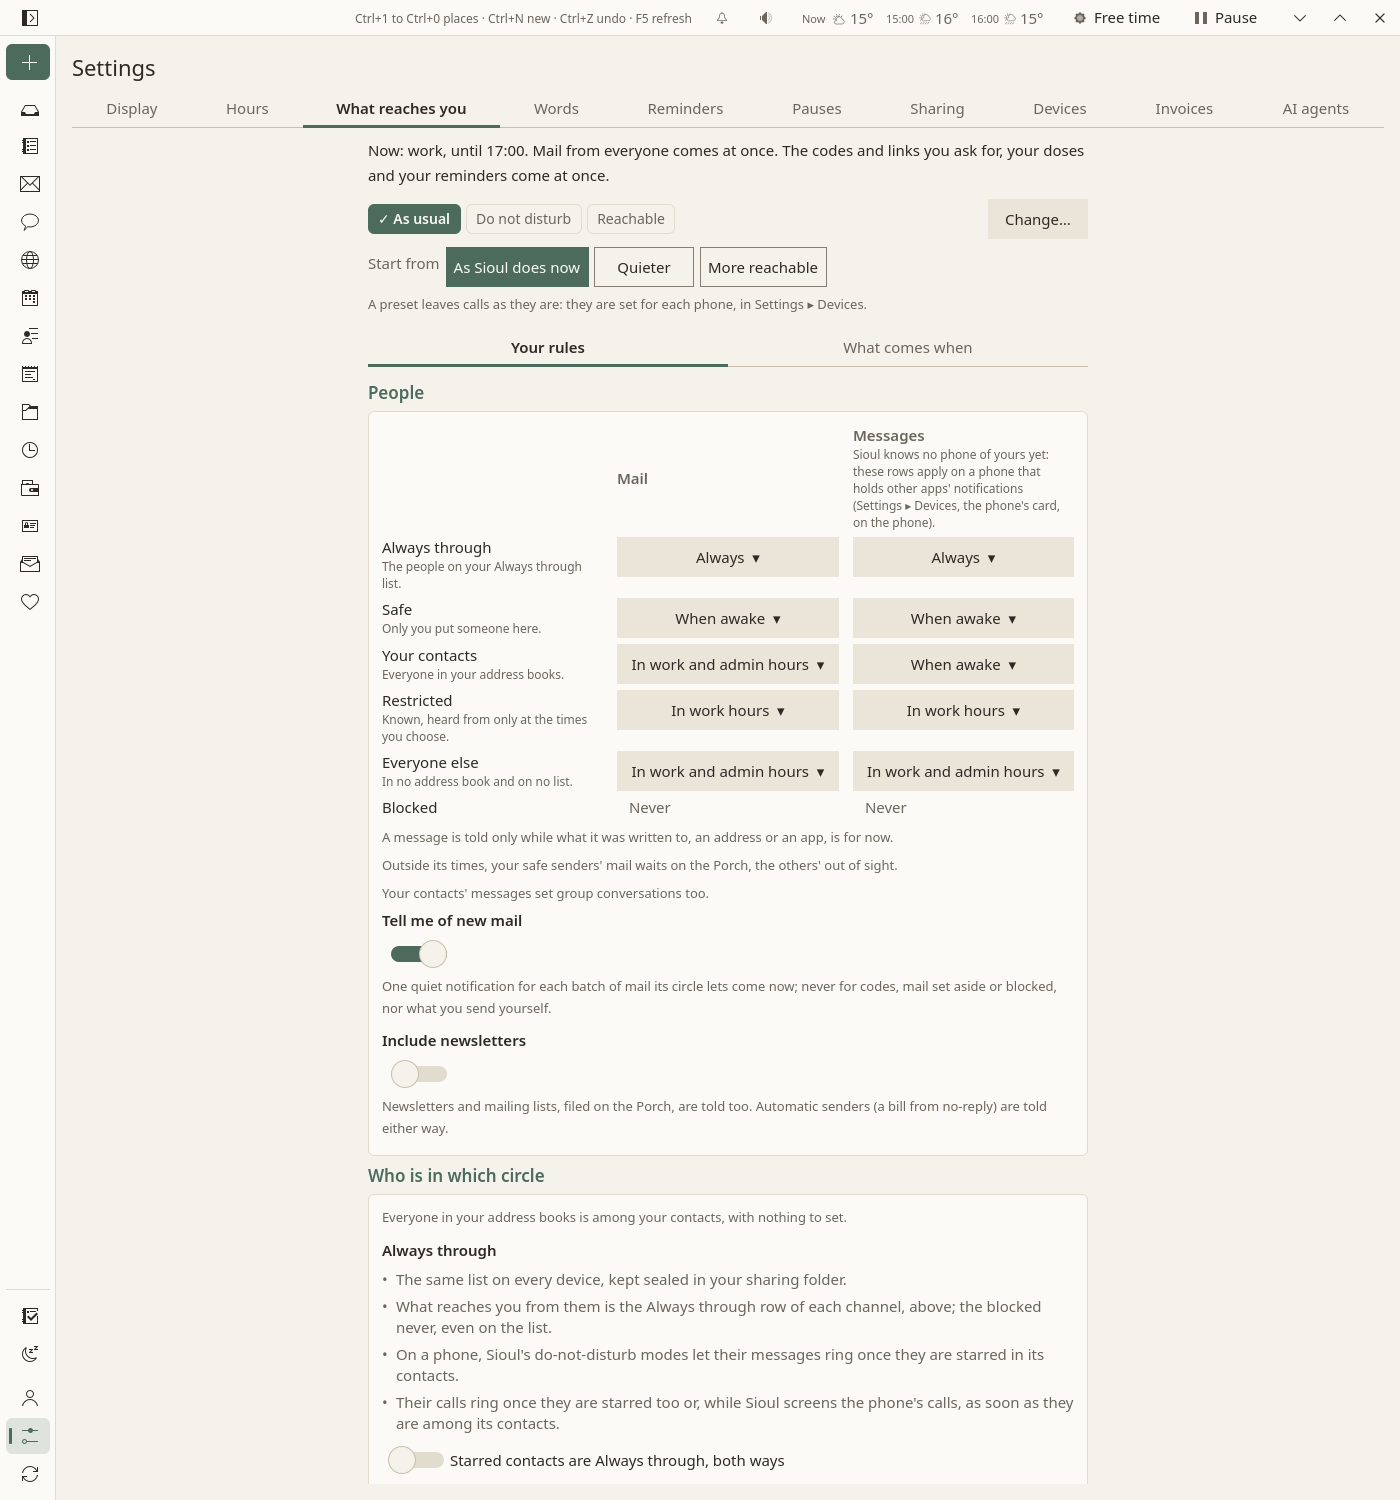 Ctrl+1 to Ctrl+0 places · Ctrl+N new · Ctrl+Z undo · F5 refresh
Now 15° 15:00 16° 16:00 15°
Free time
Pause
Settings
Display
Hours
What reaches you
Words
Reminders
Pauses
Sharing
Devices
Invoices
AI agents
Now: work, until 17:00. Mail from everyone comes at once. The codes and links you ask for, your doses
and your reminders come at once.
✓ As usual
Do not disturb
Reachable
Change...
Start from
As Sioul does now
Quieter
More reachable
A preset leaves calls as they are: they are set for each phone, in Settings ▸ Devices.
Your rules
What comes when
People
Mail
Messages
Sioul knows no phone of yours yet:
these rows apply on a phone that
holds other apps' notifications
(Settings ▸ Devices, the phone's card,
on the phone).
Always through
The people on your Always through
list.
Always ▾
Always ▾
Safe
Only you put someone here.
When awake ▾
When awake ▾
Your contacts
Everyone in your address books.
In work and admin hours ▾
When awake ▾
Restricted
Known, heard from only at the times
you choose.
In work hours ▾
In work hours ▾
Everyone else
In no address book and on no list.
In work and admin hours ▾
In work and admin hours ▾
Blocked
Never
Never
A message is told only while what it was written to, an address or an app, is for now.
Outside its times, your safe senders' mail waits on the Porch, the others' out of sight.
Your contacts' messages set group conversations too.
Tell me of new mail
One quiet notification for each batch of mail its circle lets come now; never for codes, mail set aside or blocked,
nor what you send yourself.
Include newsletters
Newsletters and mailing lists, filed on the Porch, are told too. Automatic senders (a bill from no-reply) are told
either way.
Who is in which circle
Everyone in your address books is among your contacts, with nothing to set.
Always through
• The same list on every device, kept sealed in your sharing folder.
• What reaches you from them is the Always through row of each channel, above; the blocked
never, even on the list.
• On a phone, Sioul's do-not-disturb modes let their messages ring once they are starred in its
contacts.
• Their calls ring once they are starred too or, while Sioul screens the phone's calls, as soon as they
are among its contacts.
Starred contacts are Always through, both ways